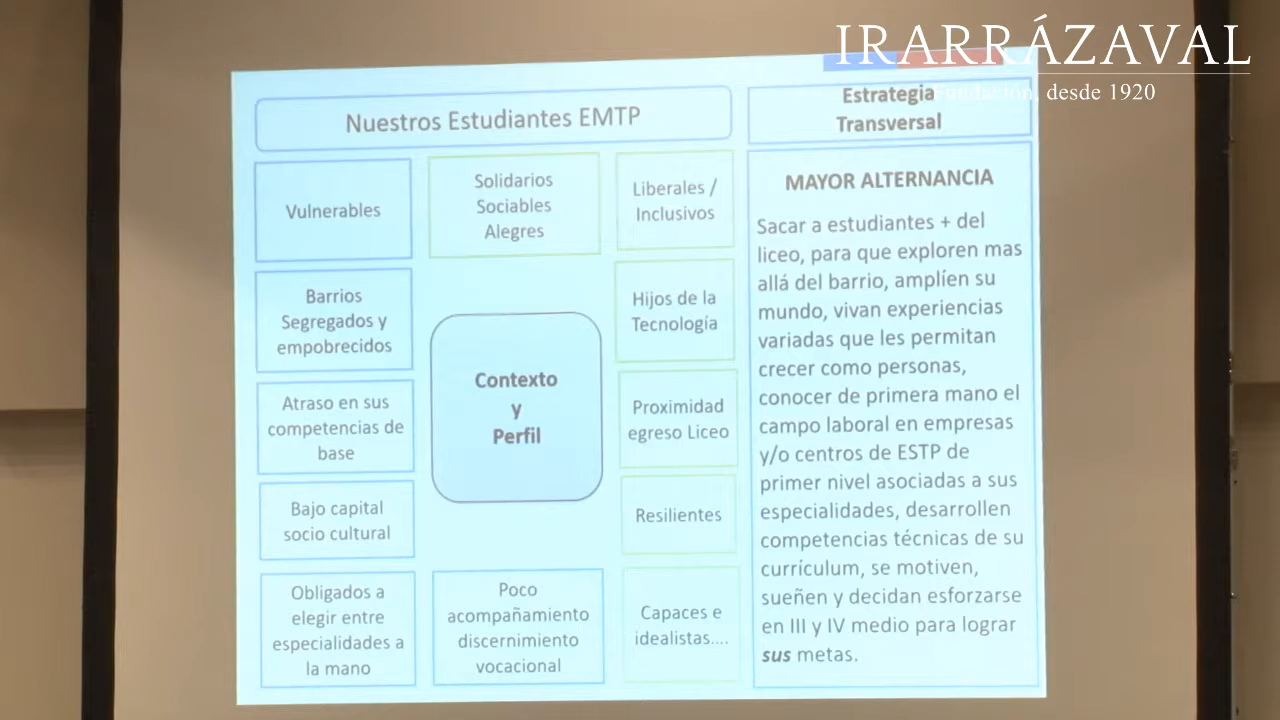 IRARRÁZAVAL
Fundación, desde 1920
Nuestros Estudiantes EMTP
Estrategia
Transversal
Vulnerables
Solidarios
Sociables
Alegres
Liberales /
Inclusivos
Barrios
Segregados y
empobrecidos
Hijos de la
Tecnología
Atraso en sus
competencias de
base
Contexto
y
Perfil
Proximidad
egreso Liceo
Bajo capital
socio cultural
Resilientes
Obligados a
elegir entre
especialidades a
la mano
Poco
acompañamiento
discernimiento
vocacional
Capaces e
idealistas....
MAYOR ALTERNANCIA
Sacar a estudiantes + del
liceo, para que exploren mas
allá del barrio, amplíen su
mundo, vivan experiencias
variadas que les permitan
crecer como personas,
conocer de primera mano el
campo laboral en empresas
y/o centros de ESTP de
primer nivel asociadas a sus
especialidades, desarrollen
competencias técnicas de su
currículum, se motiven,
sueñen y decidan esforzarse
en III y IV medio para lograr
sus metas.